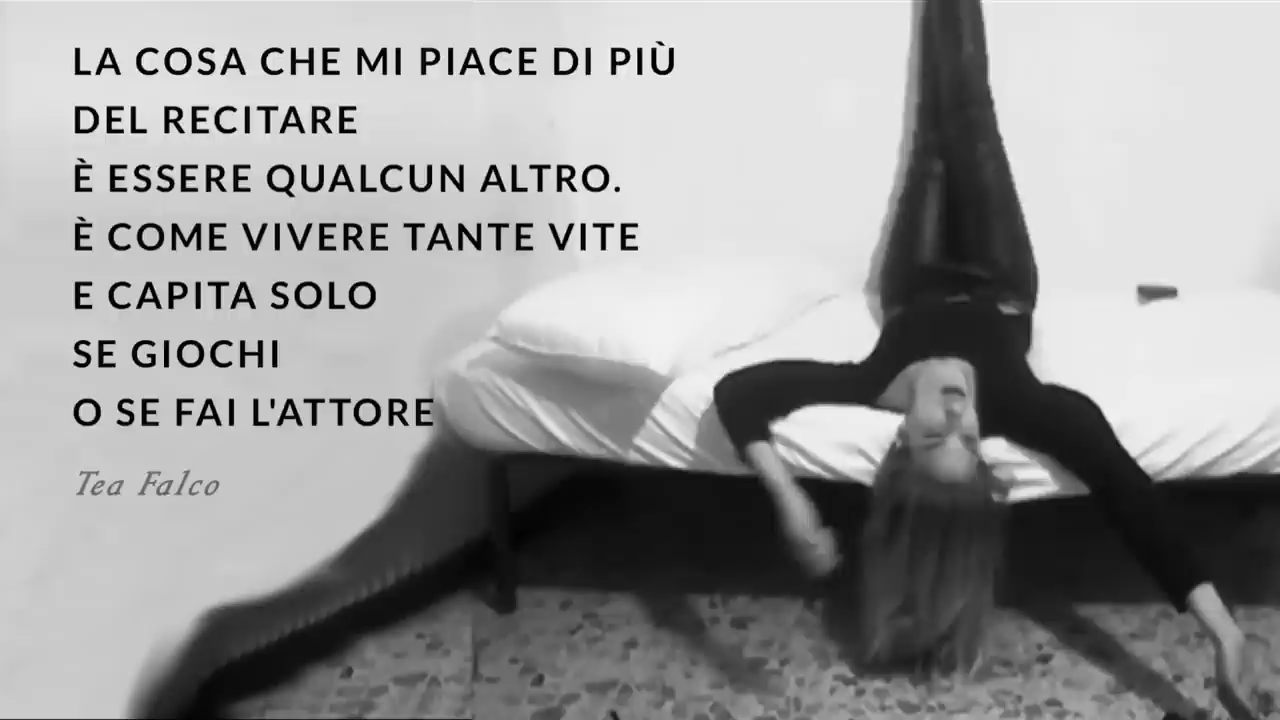 LA COSA CHE MI PIACE DI PIÙ
DEL RECITARE
È ESSERE QUALCUN ALTRO.
È COME VIVERE TANTE VITE
E CAPITA SOLO
SE GIOCHI
O SE FAI L'ATTORE
Tea Falco